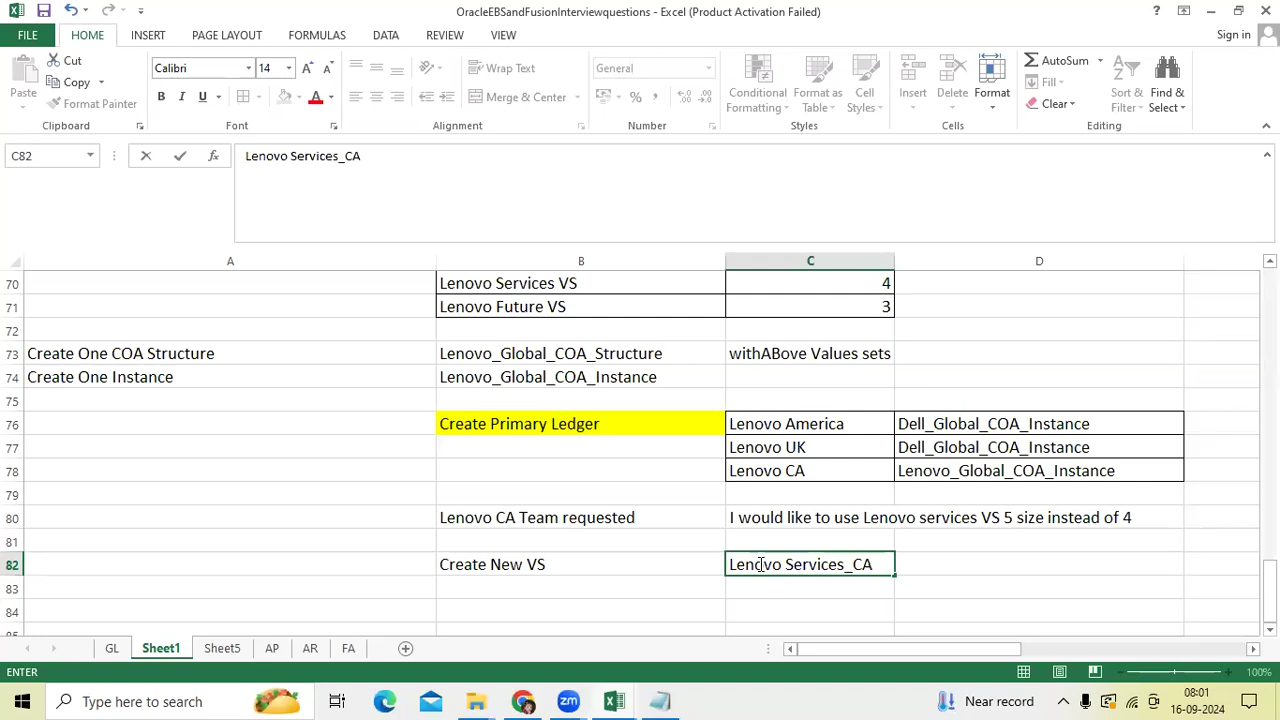 OracleEBSandFusionInterviewquestions - Excel (Product Activation Failed)
FILE HOME INSERT PAGE LAYOUT FORMULAS DATA REVIEW VIEW Sign in
Paste Cut Copy Format Painter
Clipboard
Calibri 14
B I U A
Font
Wrap Text
Merge & Center
Alignment
General
%
Number
Conditional Formatting Format as Table Cell Styles
Styles
Insert Delete Format
Cells
AutoSum Fill Clear Sort & Filter Find & Select
Editing
C82 fx Lenovo Services_CA
A B C D
70 Lenovo Services VS 4
71 Lenovo Future VS 3
72
73 Create One COA Structure Lenovo_Global_COA_Structure withABove Values sets
74 Create One Instance Lenovo_Global_COA_Instance
75
76 Create Primary Ledger Lenovo America Dell_Global_COA_Instance
77 Lenovo UK Dell_Global_COA_Instance
78 Lenovo CA Lenovo_Global_COA_Instance
79
80 Lenovo CA Team requested I would like to use Lenovo services VS 5 size instead of 4
81
82 Create New VS Lenovo Services_CA
83
84
85
GL Sheet1 Sheet5 AP AR FA
ENTER 100%
Type here to search Near record 08:01
16-09-2024